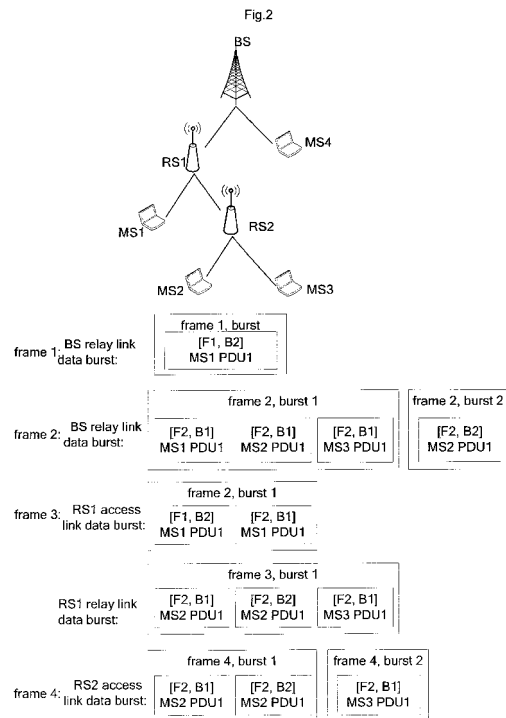 Fig.2
BS
RS1
MS4
MS1
RS2
MS2
MS3
frame 1, burst
frame 1: BS relay link data burst:
[F1, B2]
MS1 PDU1
frame 2, burst 1
frame 2, burst 2
frame 2: BS relay link data burst:
[F2, B1] [F2, B1] [F2, B1] [F2, B2]
MS1 PDU1 MS2 PDU1 MS3 PDU1 MS2 PDU1
frame 2, burst 1
frame 3: RS1 access link data burst:
[F1, B2] [F2, B1]
MS1 PDU1 MS1 PDU1
frame 3, burst 1
RS1 relay link data burst:
[F2, B1] [F2, B2] [F2, B1]
MS2 PDU1 MS2 PDU1 MS3 PDU1
frame 4, burst 1
frame 4, burst 2
frame 4: RS2 access link data burst:
[F2, B1] [F2, B2] [F2, B1]
MS2 PDU1 MS2 PDU1 MS3 PDU1